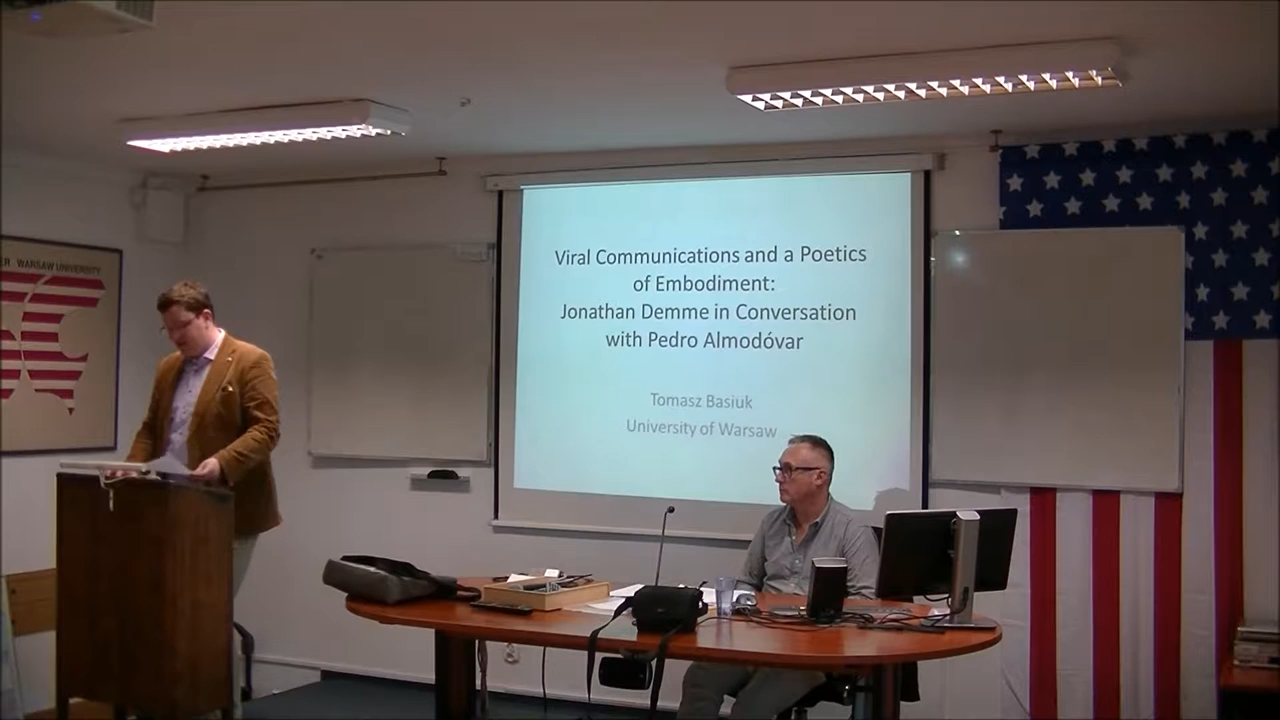 ER WARSAW UNIVERSITY
Viral Communications and a Poetics
of Embodiment:
Jonathan Demme in Conversation
with Pedro Almodóvar
Tomasz Basiuk
University of Warsaw